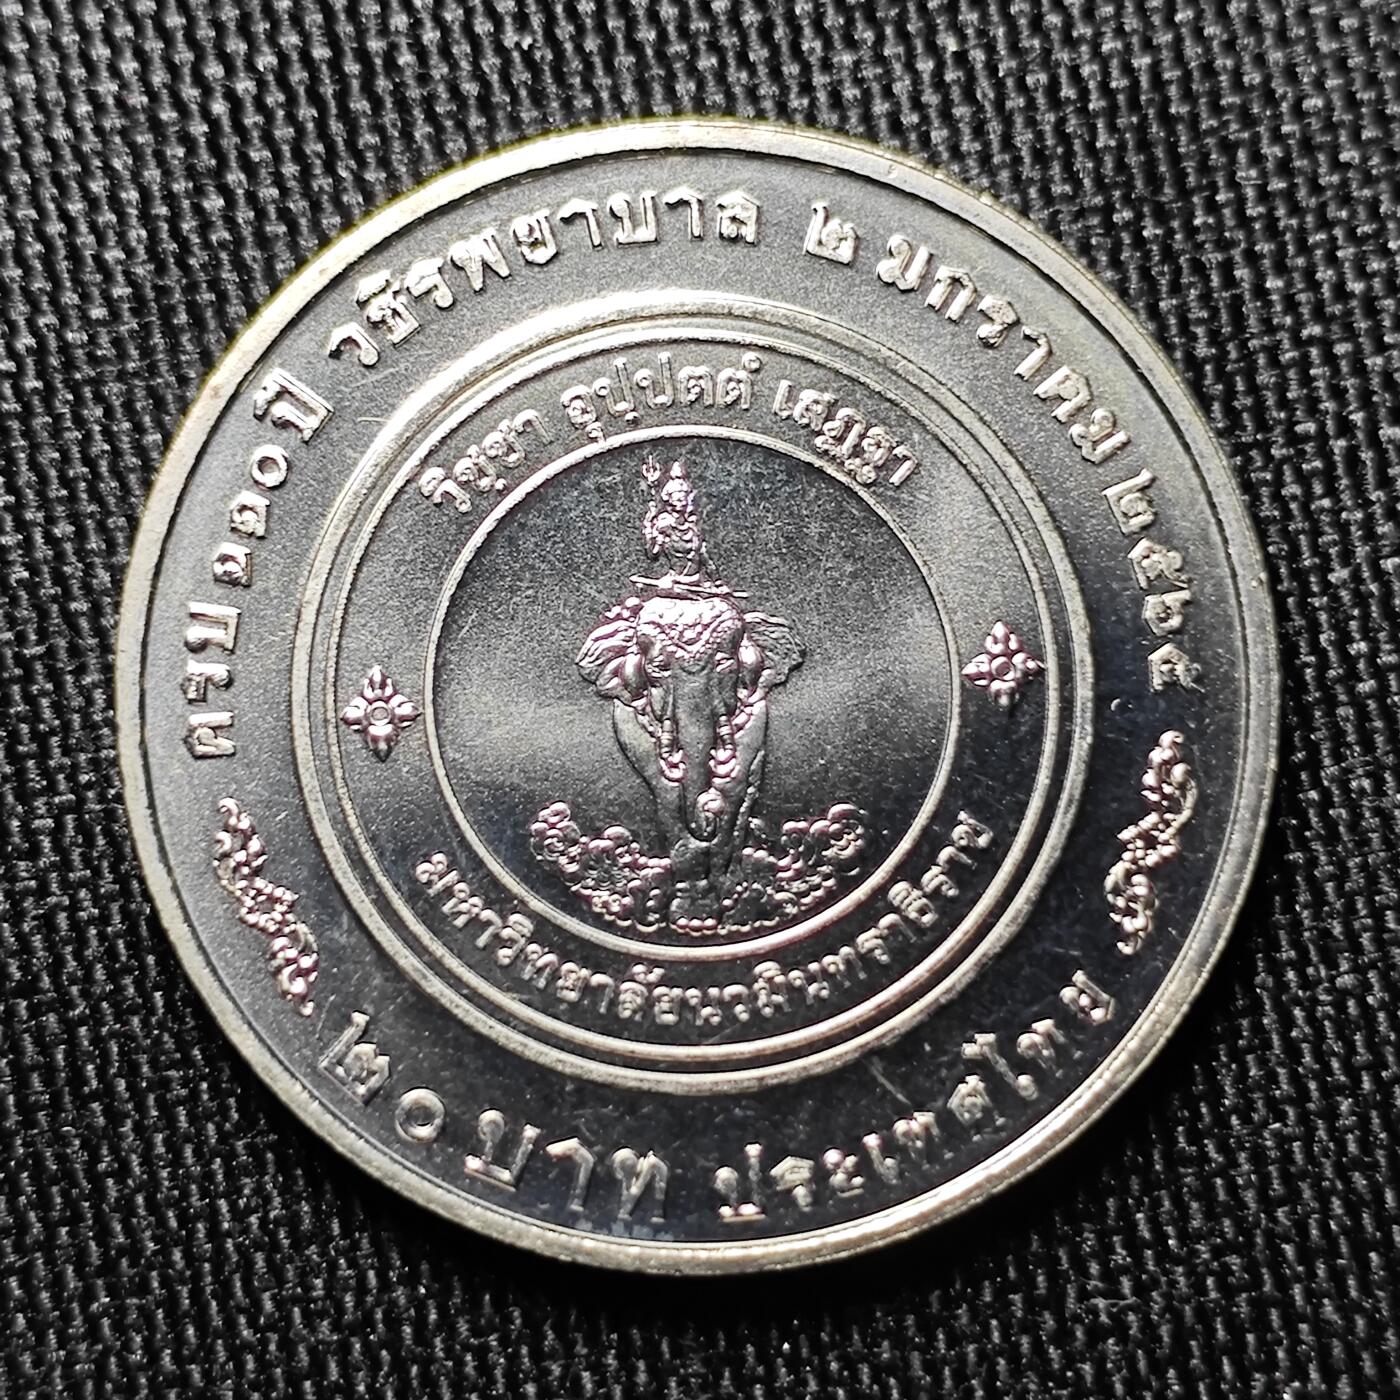 ครบ ๑๑๐ ปี วชิรพยาบาล ๒ มกราคม ๒๕๖๕
วิชฺชา อุปฺปตตํ เสฏฺฐา
มหาวิทยาลัยนวมินทราธิราช
๒๐ บาท ประเทศไทย